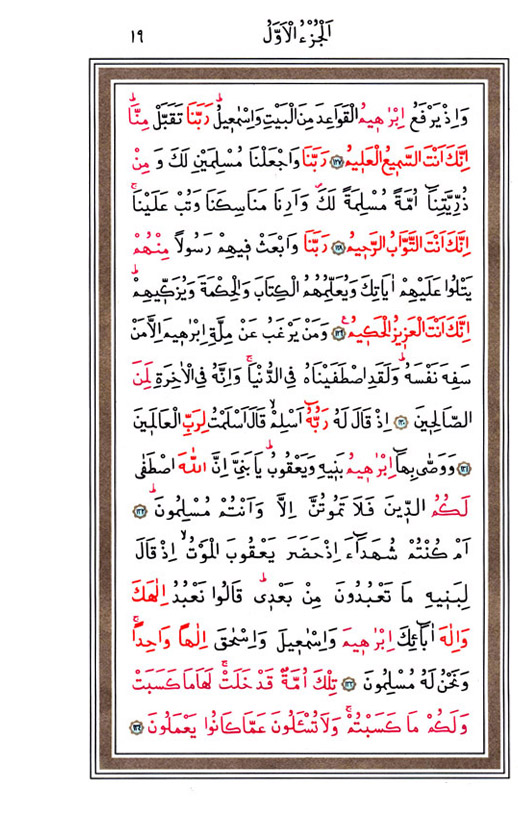 اَلْجُزْءُ الْاَوَّلُ ١٩
وَاِذْ يَرْفَعُ اِبْرٰه۪يمُ الْقَوَاعِدَ مِنَ الْبَيْتِ وَاِسْمٰع۪يلُۜ رَبَّنَا تَقَبَّلْ مِنَّاۜ
اِنَّكَ اَنْتَ السَّم۪يعُ الْعَل۪يمُ ﴿١٢٧﴾ رَبَّنَا وَاجْعَلْنَا مُسْلِمَيْنِ لَكَ وَ مِنْ
ذُرِّيَّتِنَٓا اُمَّةً مُسْلِمَةً لَكَۖ وَاَرِنَا مَنَاسِكَنَا وَتُبْ عَلَيْنَاۚ
اِنَّكَ اَنْتَ التَّوَّابُ الرَّح۪يمُ ﴿١٢٨﴾ رَبَّنَا وَابْعَثْ ف۪يهِمْ رَسُولاً مِنْهُمْ
يَتْلُوا عَلَيْهِمْ اٰيَاتِكَ وَيُعَلِّمُهُمُ الْكِتَابَ وَالْحِكْمَةَ وَيُزَكّ۪يهِمْۜ
اِنَّكَ اَنْتَ الْعَز۪يزُ الْحَك۪يمُ۟ ﴿١٢٩﴾ وَمَنْ يَرْغَبُ عَنْ مِلَّةِ اِبْرٰه۪يمَ اِلَّا مَنْ
سَفِهَ نَفْسَهُۜ وَلَقَدِ اصْطَفَيْنَاهُ فِي الدُّنْيَاۚ وَاِنَّهُ فِي الْاٰخِرَةِ لَمِنَ
الصَّالِح۪ينَ ﴿١٣٠﴾ اِذْ قَالَ لَهُ رَبُّهُٓ اَسْلِمْۙ قَالَ اَسْلَمْتُ لِرَبِّ الْعَالَم۪ينَ
﴿١٣١﴾ وَوَصّٰى بِهَٓا اِبْرٰه۪يمُ بَن۪يهِ وَيَعْقُوبُۜ يَا بَنِيَّ اِنَّ اللّٰهَ اصْطَفٰى
لَكُمُ الدّ۪ينَ فَلَا تَمُوتُنَّ اِلَّا وَاَنْتُمْ مُسْلِمُونَۜ ﴿١٣٢﴾
اَمْ كُنْتُمْ شُهَدَٓاءَ اِذْ حَضَرَ يَعْقُوبَ الْمَوْتُۙ اِذْ قَالَ
لِبَن۪يهِ مَا تَعْبُدُونَ مِنْ بَعْد۪يۜ قَالُوا نَعْبُدُ اِلٰهَكَ
وَاِلٰهَ اٰبَٓائِكَ اِبْرٰه۪يمَ وَاِسْمٰع۪يلَ وَاِسْحٰقَ اِلٰهاً وَاحِداًۚ
وَنَحْنُ لَهُ مُسْلِمُونَ ﴿١٣٣﴾ تِلْكَ اُمَّةٌ قَدْ خَلَتْۚ لَهَا مَا كَسَبَتْ
وَلَكُمْ مَا كَسَبْتُمْۚ وَلَا تُسْـَٔلُونَ عَمَّا كَانُوا يَعْمَلُونَ ﴿١٣٤﴾